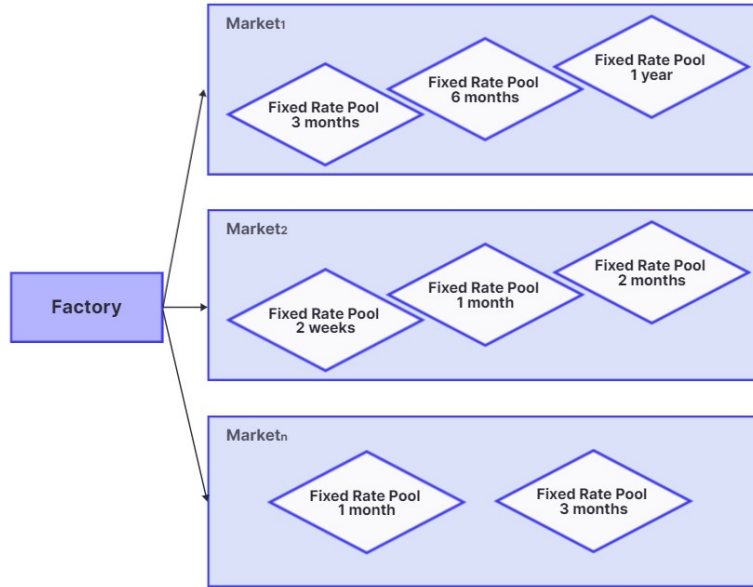 Market₁
Fixed Rate Pool
3 months
Fixed Rate Pool
6 months
Fixed Rate Pool
1 year
Factory
Market₂
Fixed Rate Pool
2 weeks
Fixed Rate Pool
1 month
Fixed Rate Pool
2 months
Marketₙ
Fixed Rate Pool
1 month
Fixed Rate Pool
3 months